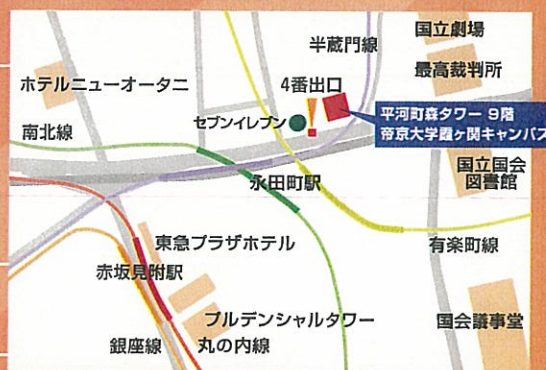 国立劇場
半蔵門線
最高裁判所
ホテルニューオータニ
4番出口
平河町森タワー 9階
帝京大学霞ヶ関キャンパス
セブンイレブン
南北線
国立国会
図書館
永田町駅
東急プラザホテル
有楽町線
赤坂見附駅
プルデンシャルタワー
国会議事堂
銀座線
丸の内線